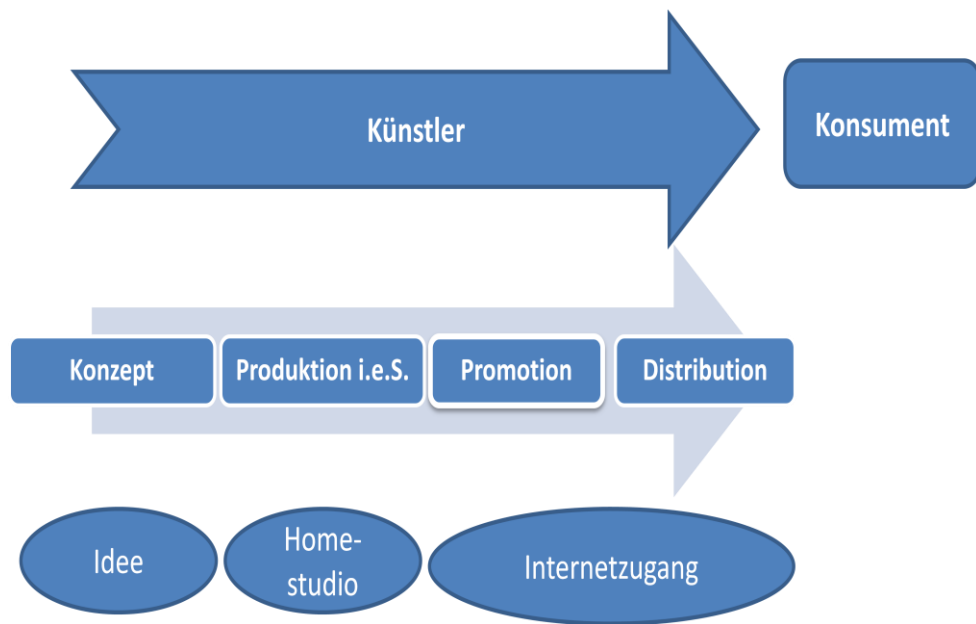 Künstler
Konsument
Konzept
Produktion i.e.S.
Promotion
Distribution
Idee
Home-
studio
Internetzugang